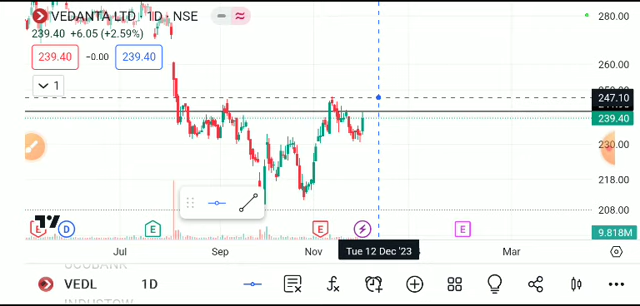 VEDANTA LTD · 1D · NSE
280.00
239.40 +6.05 (+2.59%)
239.40 −0.00 239.40
260.00
1
250.00
247.10
239.40
230.00
218.00
208.00
D E E E
9.818M
Jul Sep Nov Tue 12 Dec '23 Mar
UCOBANK
VEDL 1D
INDUSTOW